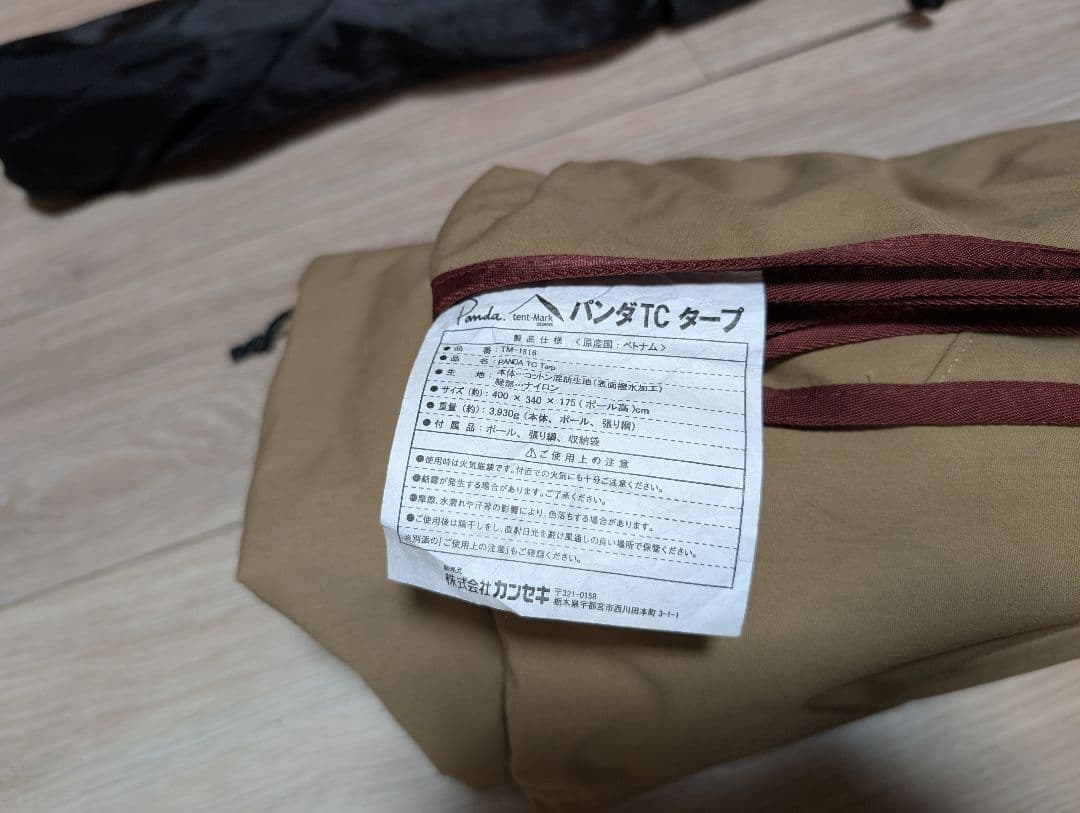 Panda. tent-Mark DESIGNS パンダTC タープ
製品仕様 〈原産国：ベトナム〉
●品　番：TM-1818
●品　名：PANDA TC Tarp
●生　地：本体…コットン混紡生地（表面撥水加工）
縁部…ナイロン
●サイズ（約）：400 × 340 × 175（ポール高）cm
●重量（約）：3,930g（本体、ポール、張り綱）
●付属品：ポール、張り綱、収納袋
⚠ご使用上の注意
●使用時は火気厳禁です。付近での火気にも十分ご注意ください。
●結露が発生する場合があります。ご了承ください。
●摩擦、水濡れや汗等の影響により、色落ちする場合があります。
●ご使用後は陰干しをし、直射日光を避け風通しの良い場所で保管ください。
※別添の「ご使用上の注意」もご確認ください。
発売元
株式会社 カンセキ 〒321-0158
栃木県宇都宮市西川田本町 3-1-1